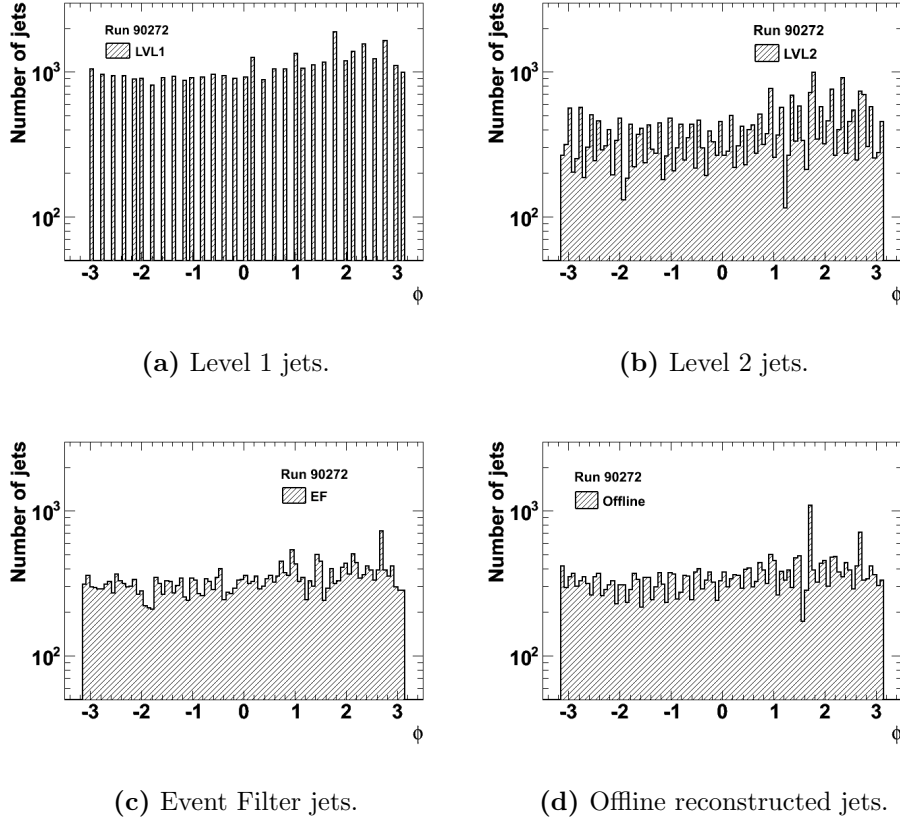 Number of jets
Run 90272
LVL1
10³
10²
-3 -2 -1 0 1 2 3
ϕ
(a) Level 1 jets.
Number of jets
Run 90272
LVL2
10³
10²
-3 -2 -1 0 1 2 3
ϕ
(b) Level 2 jets.
Number of jets
Run 90272
EF
10³
10²
-3 -2 -1 0 1 2 3
ϕ
(c) Event Filter jets.
Number of jets
Run 90272
Offline
10³
10²
-3 -2 -1 0 1 2 3
ϕ
(d) Offline reconstructed jets.